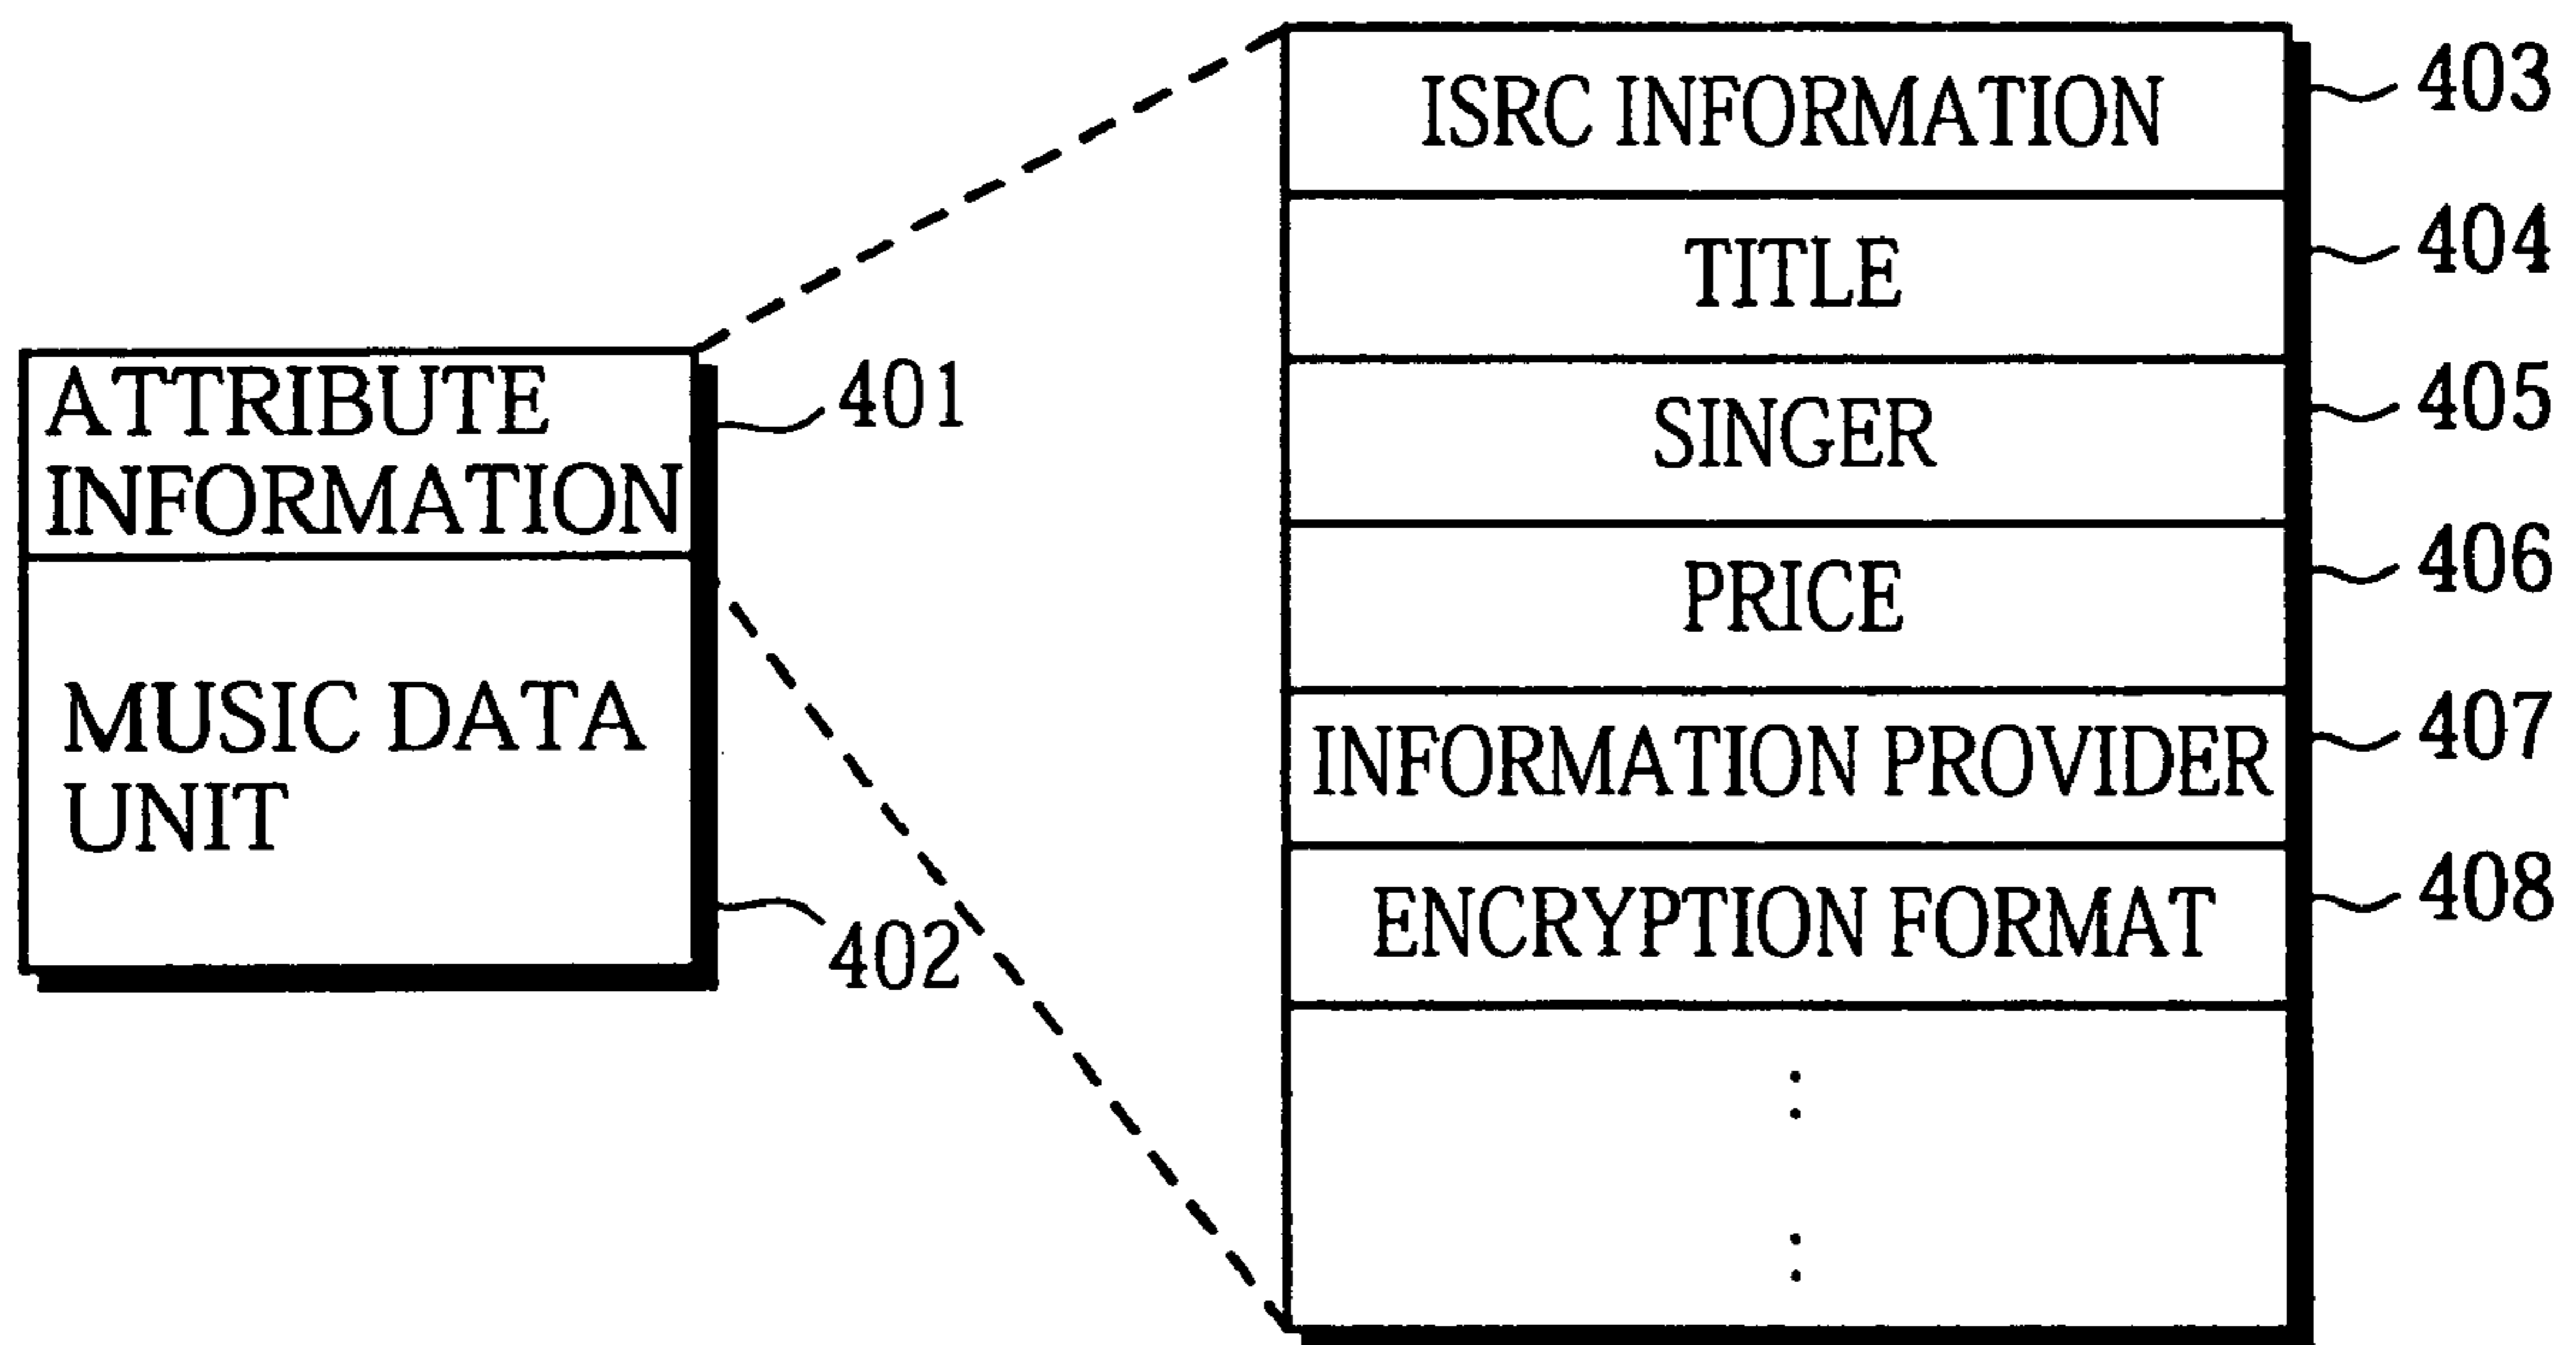 ATTRIBUTE
INFORMATION
401
MUSIC DATA
UNIT
402
ISRC INFORMATION
403
TITLE
404
SINGER
405
PRICE
406
INFORMATION PROVIDER
407
ENCRYPTION FORMAT
408